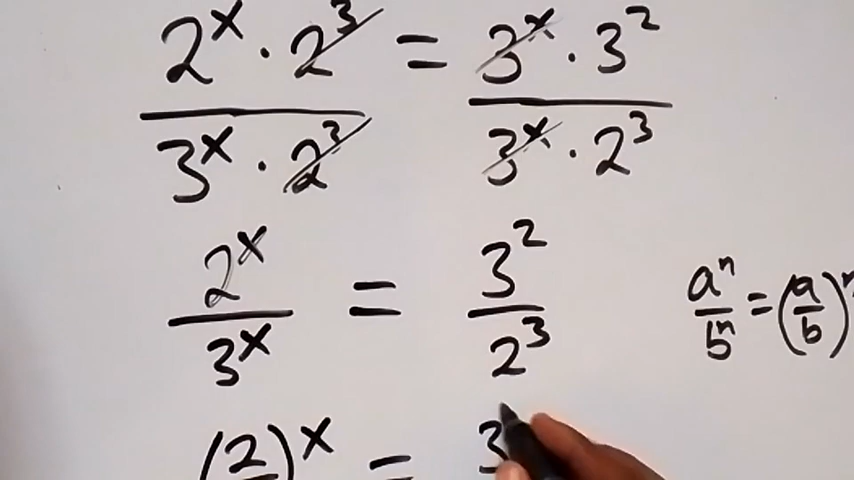 2^x · 2^3 / 3^x · 2^3 = 3^x · 3^2 / 3^x · 2^3
2^x / 3^x = 3^2 / 2^3
a^n / b^n = (a/b)^n
(2)^x = 3